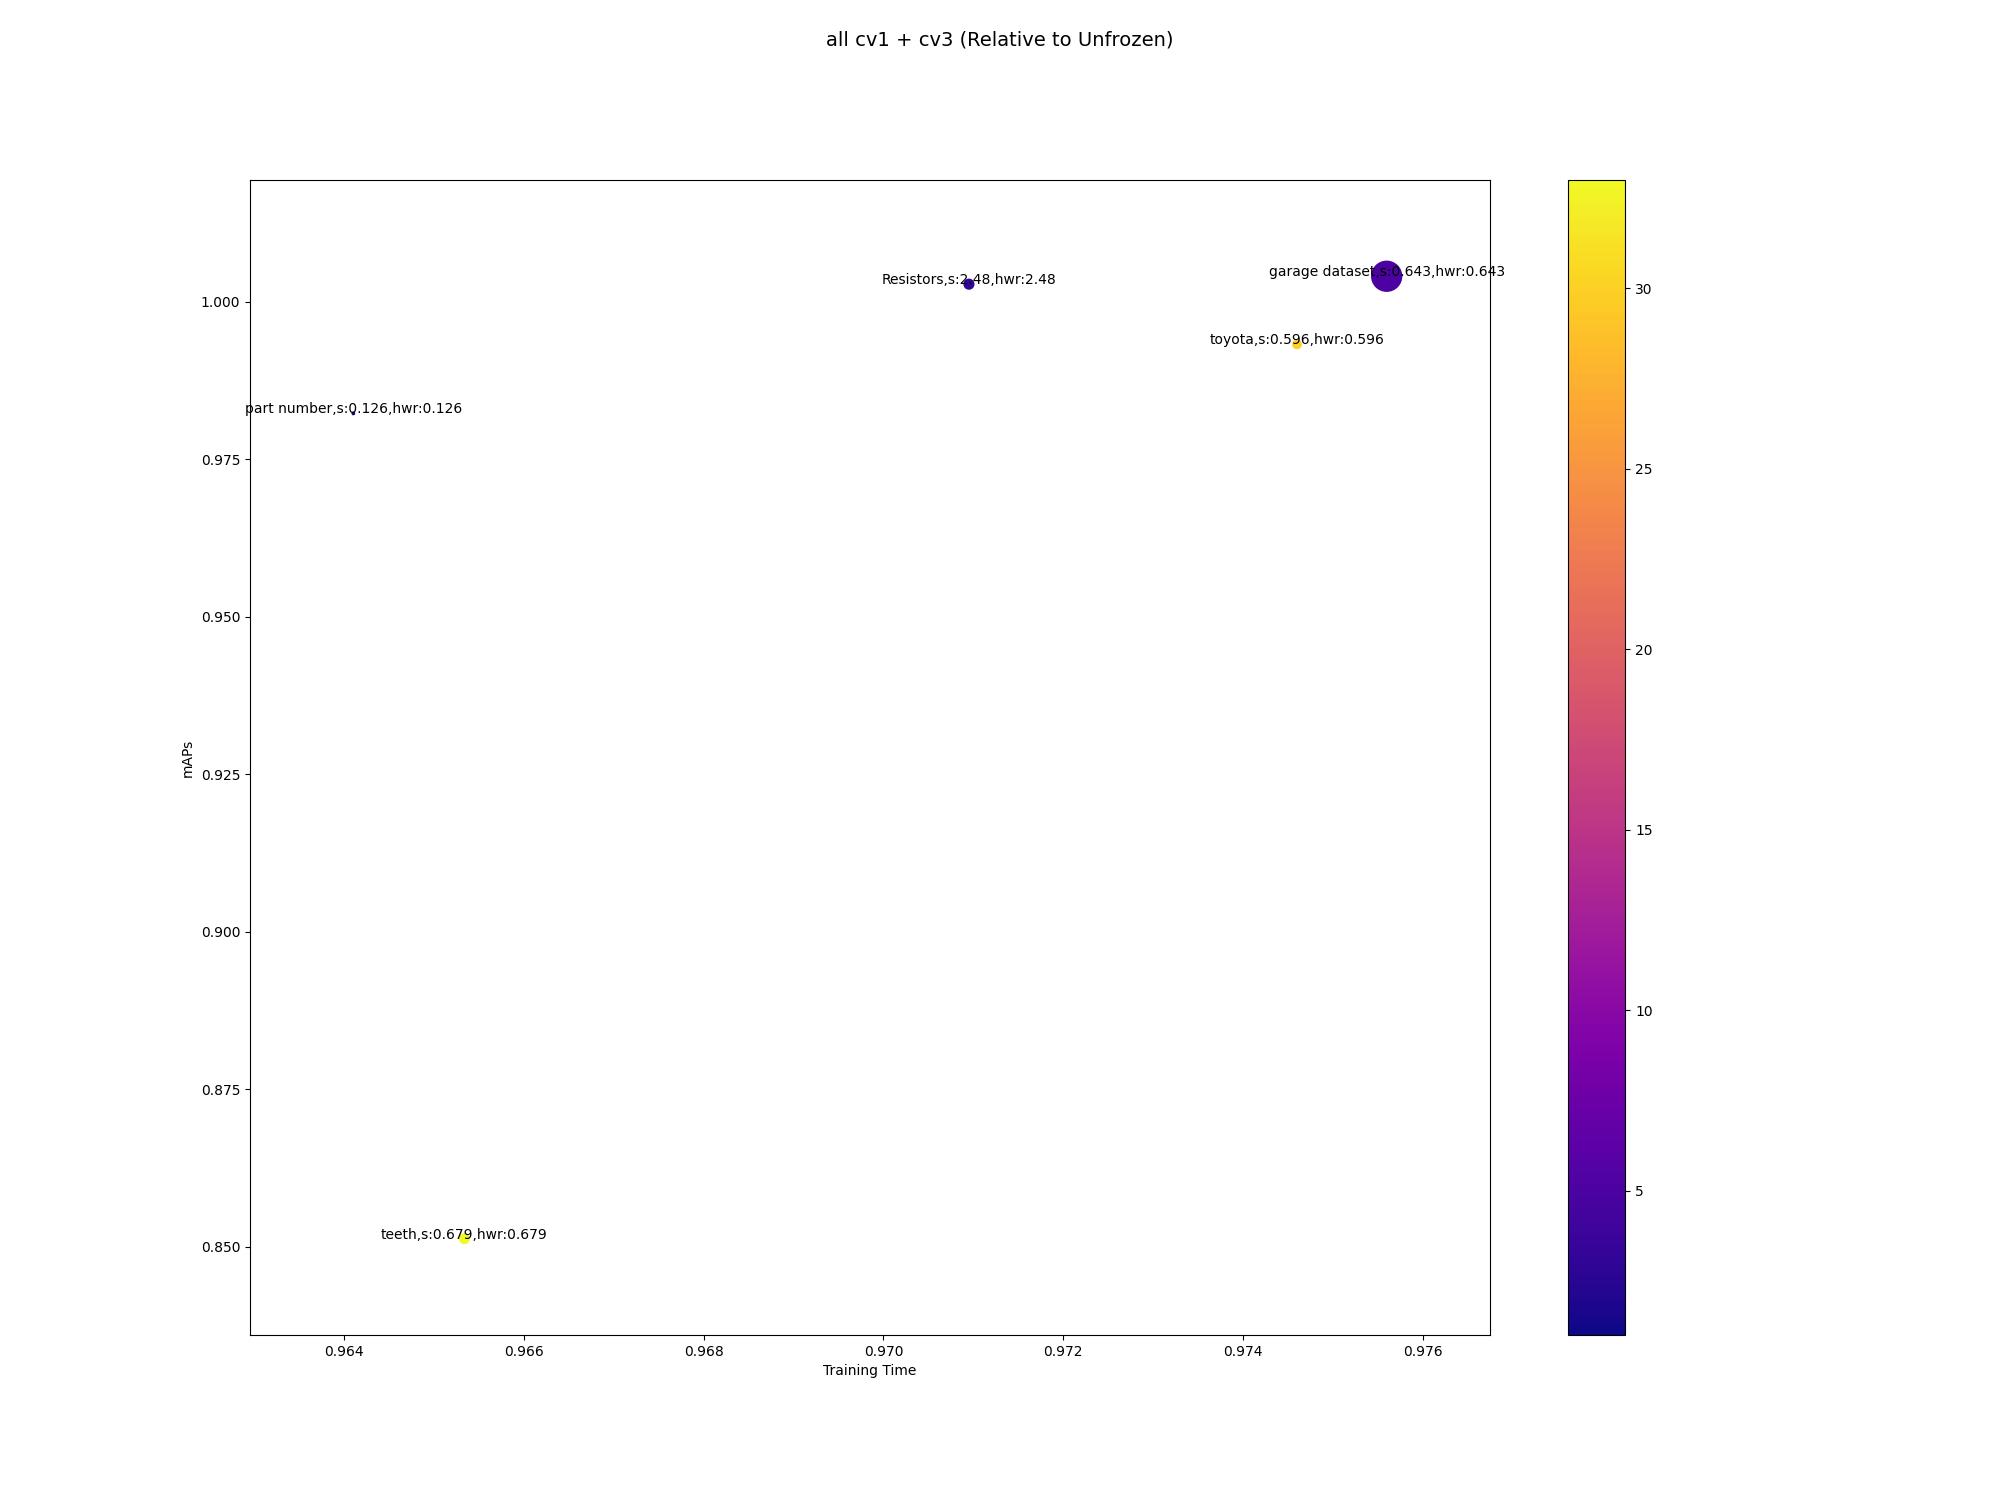 all cv1 + cv3 (Relative to Unfrozen)
garage dataset,s:0.643,hwr:0.643
Resistors,s:2.48,hwr:2.48
toyota,s:0.596,hwr:0.596
part number,s:0.126,hwr:0.126
teeth,s:0.679,hwr:0.679
mAPs
1.000
0.975
0.950
0.925
0.900
0.875
0.850
0.964 0.966 0.968 0.970 0.972 0.974 0.976
Training Time
30
25
20
15
10
5